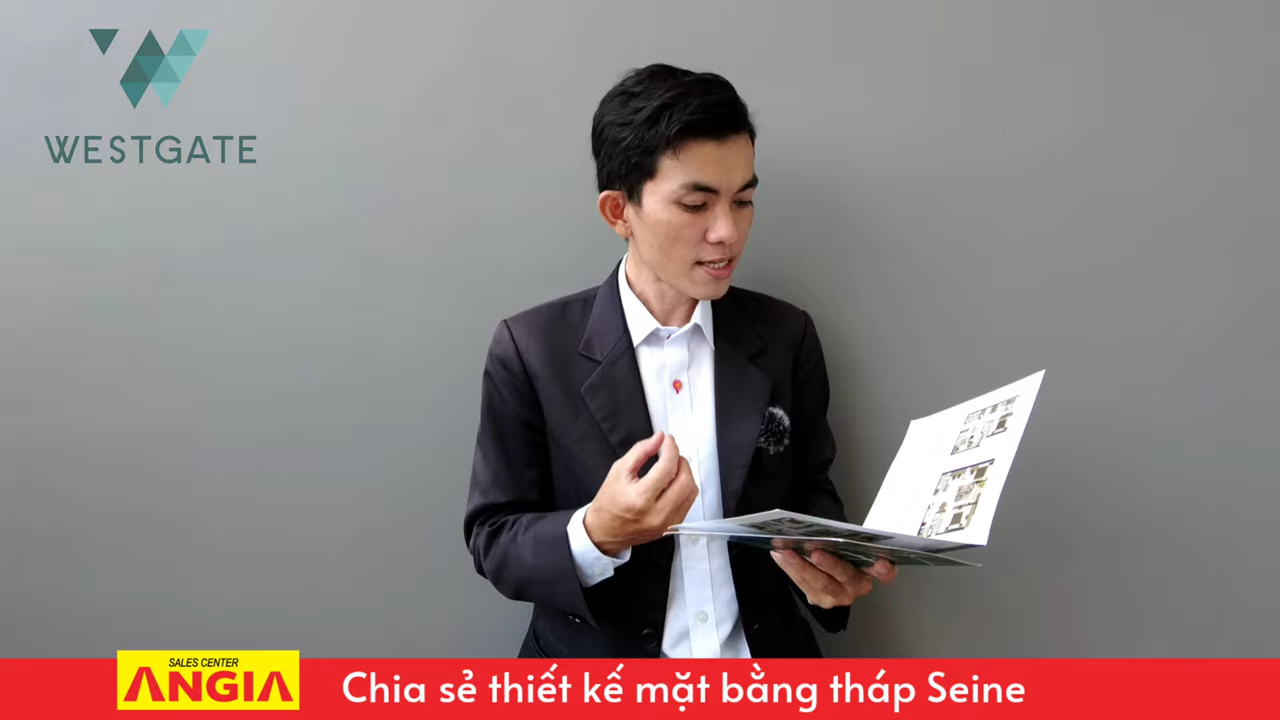 WESTGATE
SALES CENTER
ANGIA
Chia sẻ thiết kế mặt bằng tháp Seine